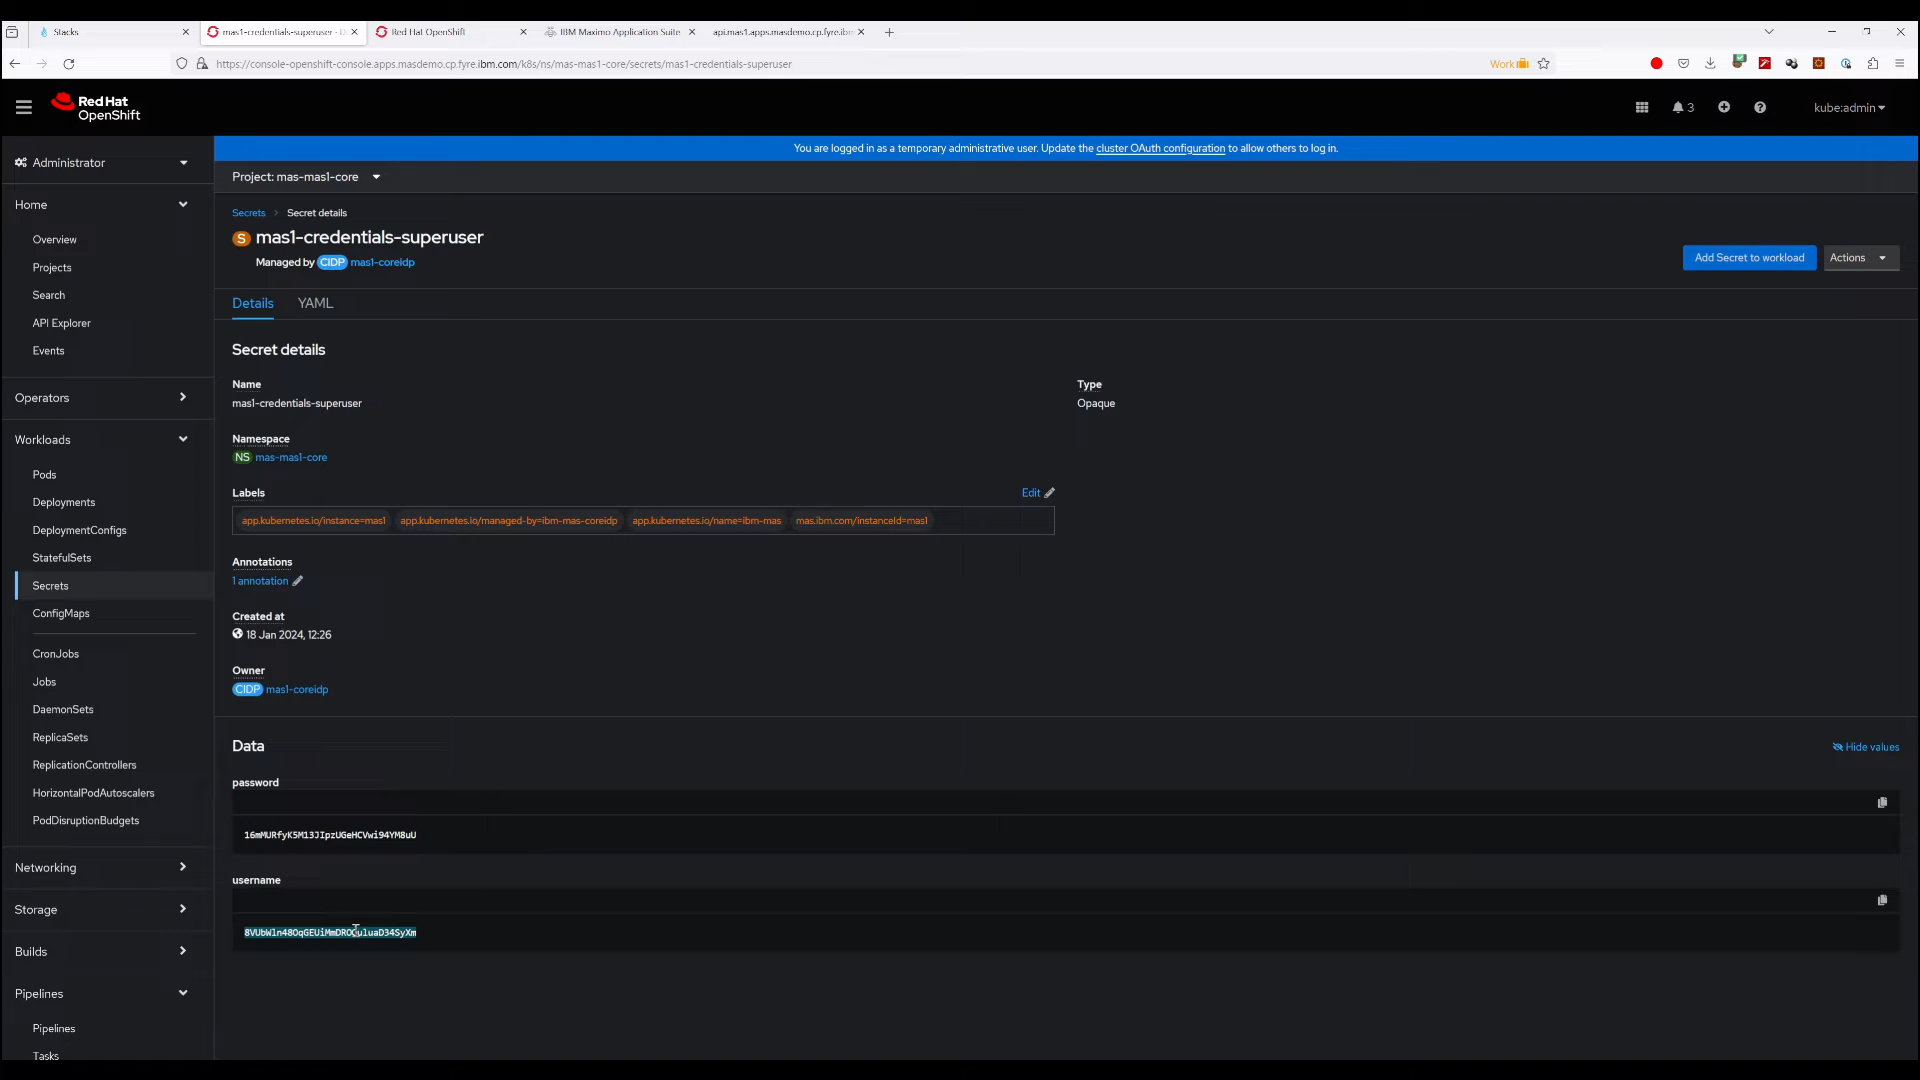 Stacks
mas1-credentials-superuser - D
Red Hat OpenShift
IBM Maximo Application Suite
api.mas1.apps.masdemo.cp.fyre.ibm
https://console-openshift-console.apps.masdemo.cp.fyre.ibm.com/k8s/ns/mas-mas1-core/secrets/mas1-credentials-superuser
Work
Red Hat
OpenShift
3
kube:admin
Administrator
You are logged in as a temporary administrative user. Update the cluster OAuth configuration to allow others to log in.
Project: mas-mas1-core
Home
Overview
Projects
Search
API Explorer
Events
Operators
Workloads
Pods
Deployments
DeploymentConfigs
StatefulSets
Secrets
ConfigMaps
CronJobs
Jobs
DaemonSets
ReplicaSets
ReplicationControllers
HorizontalPodAutoscalers
PodDisruptionBudgets
Networking
Storage
Builds
Pipelines
Pipelines
Tasks
Secrets > Secret details
S mas1-credentials-superuser
Managed by CIDP mas1-coreidp
Add Secret to workload
Actions
Details
YAML
Secret details
Name
mas1-credentials-superuser
Type
Opaque
Namespace
NS mas-mas1-core
Labels
Edit
app.kubernetes.io/instance=mas1
app.kubernetes.io/managed-by=ibm-mas-coreidp
app.kubernetes.io/name=ibm-mas
mas.ibm.com/instanceId=mas1
Annotations
1 annotation
Created at
18 Jan 2024, 12:26
Owner
CIDP mas1-coreidp
Data
Hide values
password
16mMURfyK5M13JIpzUGeHCVwi94YM8uU
username